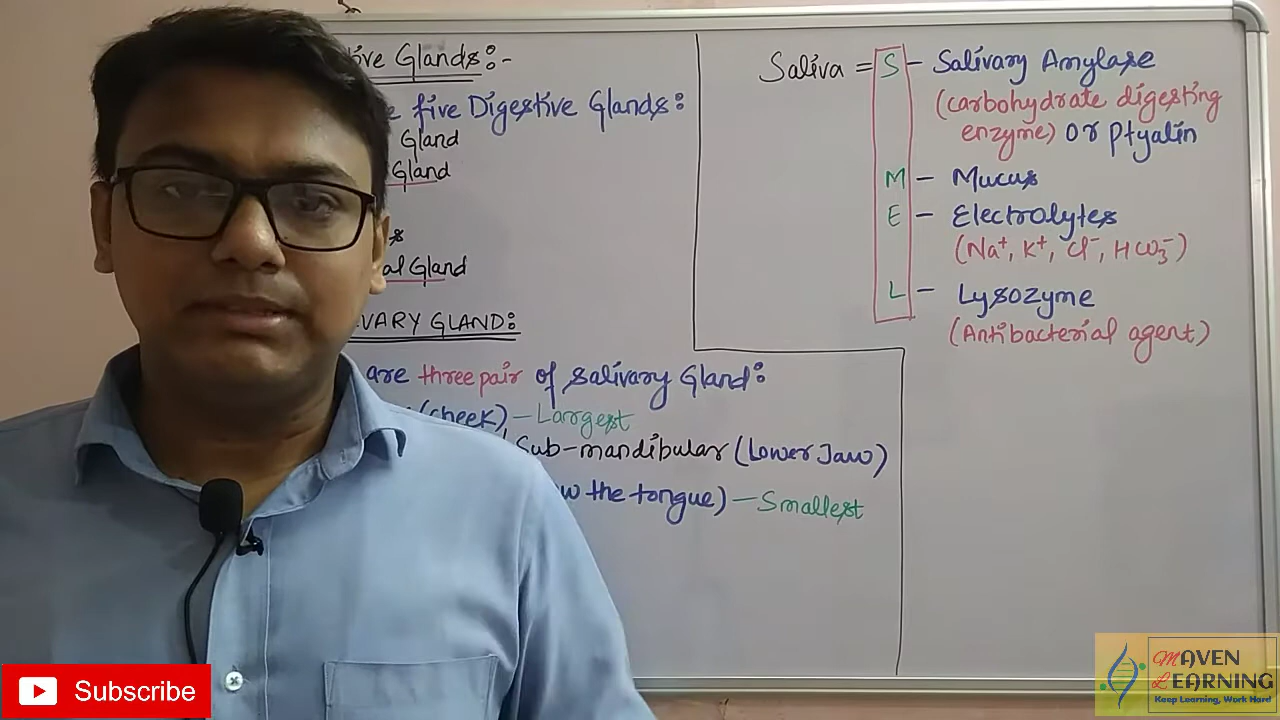 ive Glands:-
e five Digestive Glands:
Gland
Gland
al Gland
VARY GLAND:
are three pair of Salivary Gland:
(cheek) - Largest
Sub-mandibular (Lower Jaw)
ow the tongue) - Smallest
Saliva = S - Salivary Amylase
(carbohydrate digesting
enzyme) Or Ptyalin
M - Mucus
E - Electrolytes
(Na⁺, K⁺, Cl⁻, HCO₃⁻)
L - Lysozyme
(Antibacterial agent)
Subscribe
MAVEN
LEARNING
Keep Learning, Work Hard